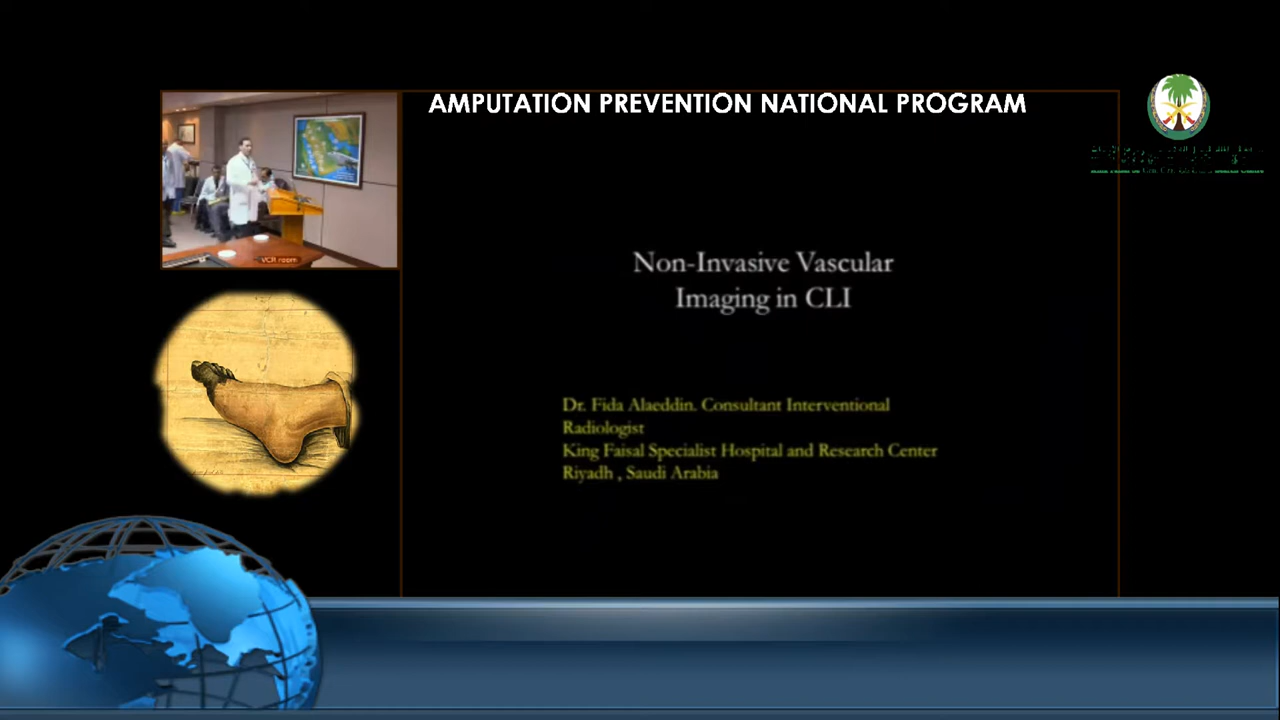 AMPUTATION PREVENTION NATIONAL PROGRAM
VCR room
Non-Invasive Vascular
Imaging in CLI
Dr. Fida Alaeddin. Consultant Interventional
Radiologist
King Faisal Specialist Hospital and Research Center
Riyadh , Saudi Arabia